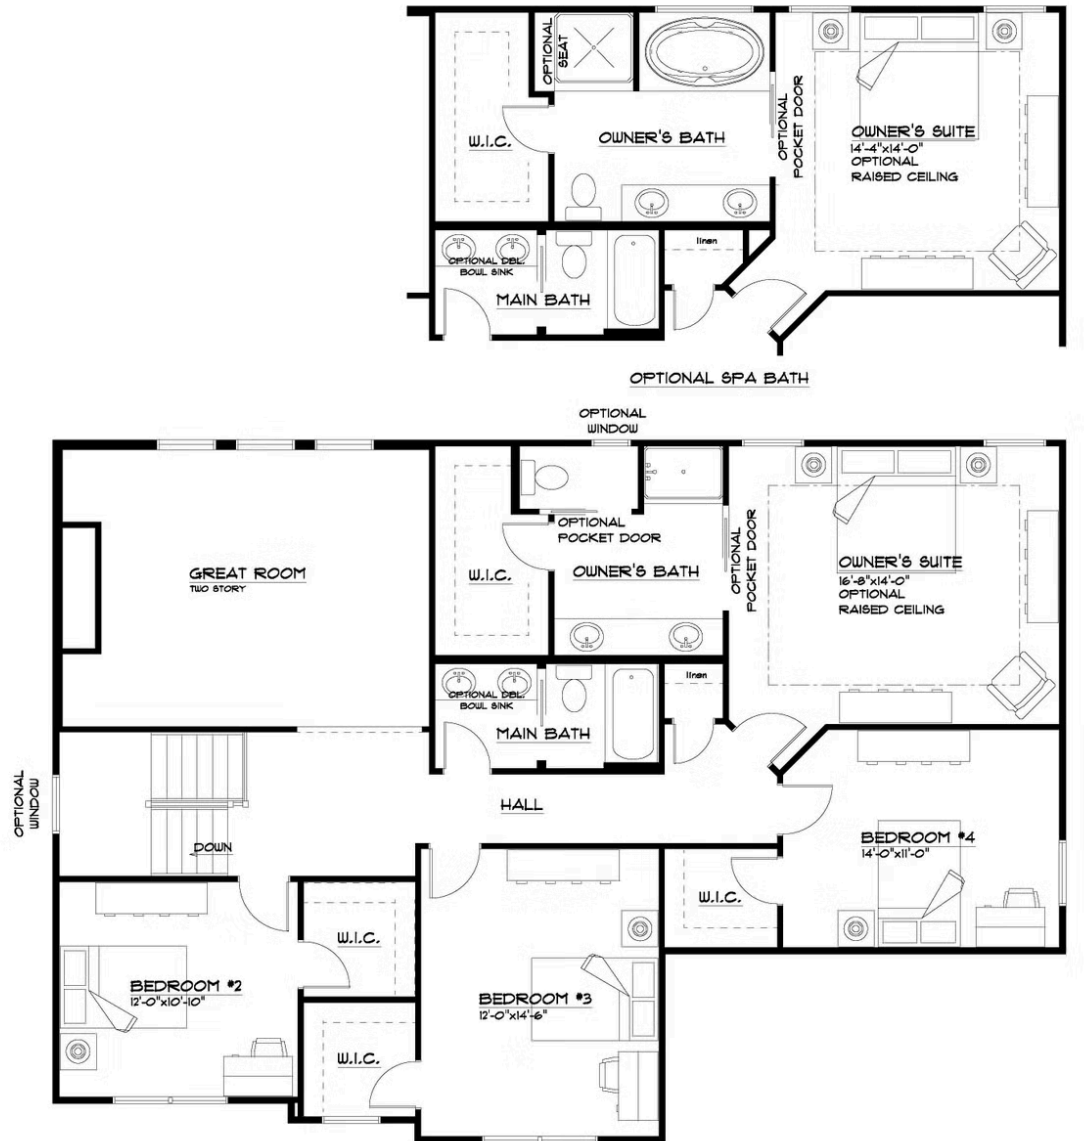 OPTIONAL
SEAT
W.I.C.
OWNER'S BATH
OPTIONAL
POCKET DOOR
OWNER'S SUITE
14'-4"x14'-0"
OPTIONAL
RAISED CEILING
linen
OPTIONAL DBL.
BOWL SINK
MAIN BATH
OPTIONAL SPA BATH
OPTIONAL
WINDOW
GREAT ROOM
TWO STORY
W.I.C.
OPTIONAL
POCKET DOOR
OWNER'S BATH
OPTIONAL
POCKET DOOR
OWNER'S SUITE
16'-8"x14'-0"
OPTIONAL
RAISED CEILING
linen
OPTIONAL DBL.
BOWL SINK
MAIN BATH
OPTIONAL
WINDOW
HALL
DOWN
BEDROOM #4
14'-0"x11'-0"
W.I.C.
W.I.C.
BEDROOM #2
12'-0"x10'-10"
BEDROOM #3
12'-0"x14'-6"
W.I.C.